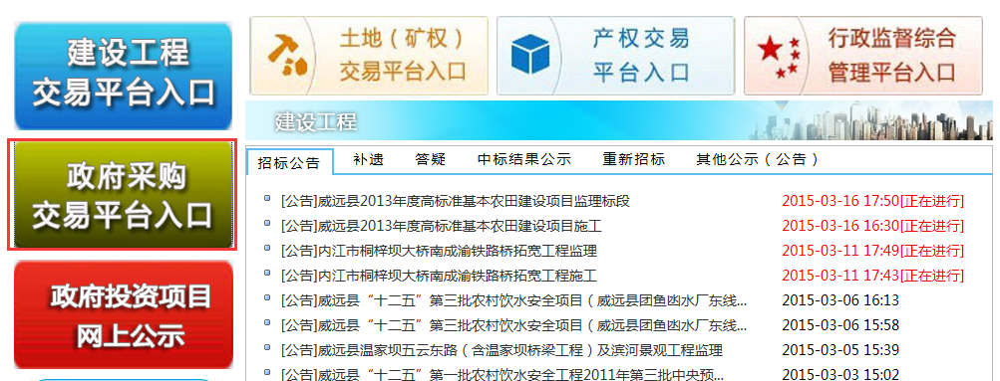 建设工程
交易平台入口
政府采购
交易平台入口
政府投资项目
网上公示
土地（矿权）
交易平台入口
产权交易
平台入口
行政监督综合
管理平台入口
建设工程
招标公告 补遗 答疑 中标结果公示 重新招标 其他公示（公告）
[公告]威远县2013年度高标准基本农田建设项目监理标段 2015-03-16 17:50[正在进行]
[公告]威远县2013年度高标准基本农田建设项目施工 2015-03-16 16:30[正在进行]
[公告]内江市桐梓坝大桥南成渝铁路桥拓宽工程监理 2015-03-11 17:49[正在进行]
[公告]内江市桐梓坝大桥南成渝铁路桥拓宽工程施工 2015-03-11 17:43[正在进行]
[公告]威远县“十二五”第三批农村饮水安全项目（威远县团鱼凼水厂东线... 2015-03-06 16:13
[公告]威远县“十二五”第三批农村饮水安全项目（威远县团鱼凼水厂东线... 2015-03-06 15:58
[公告]威远县温家坝五云东路（含温家坝桥梁工程）及滨河景观工程监理 2015-03-05 15:39
[公告]威远县“十二五”第一批农村饮水安全工程2011年第三批中央预... 2015-03-03 15:02